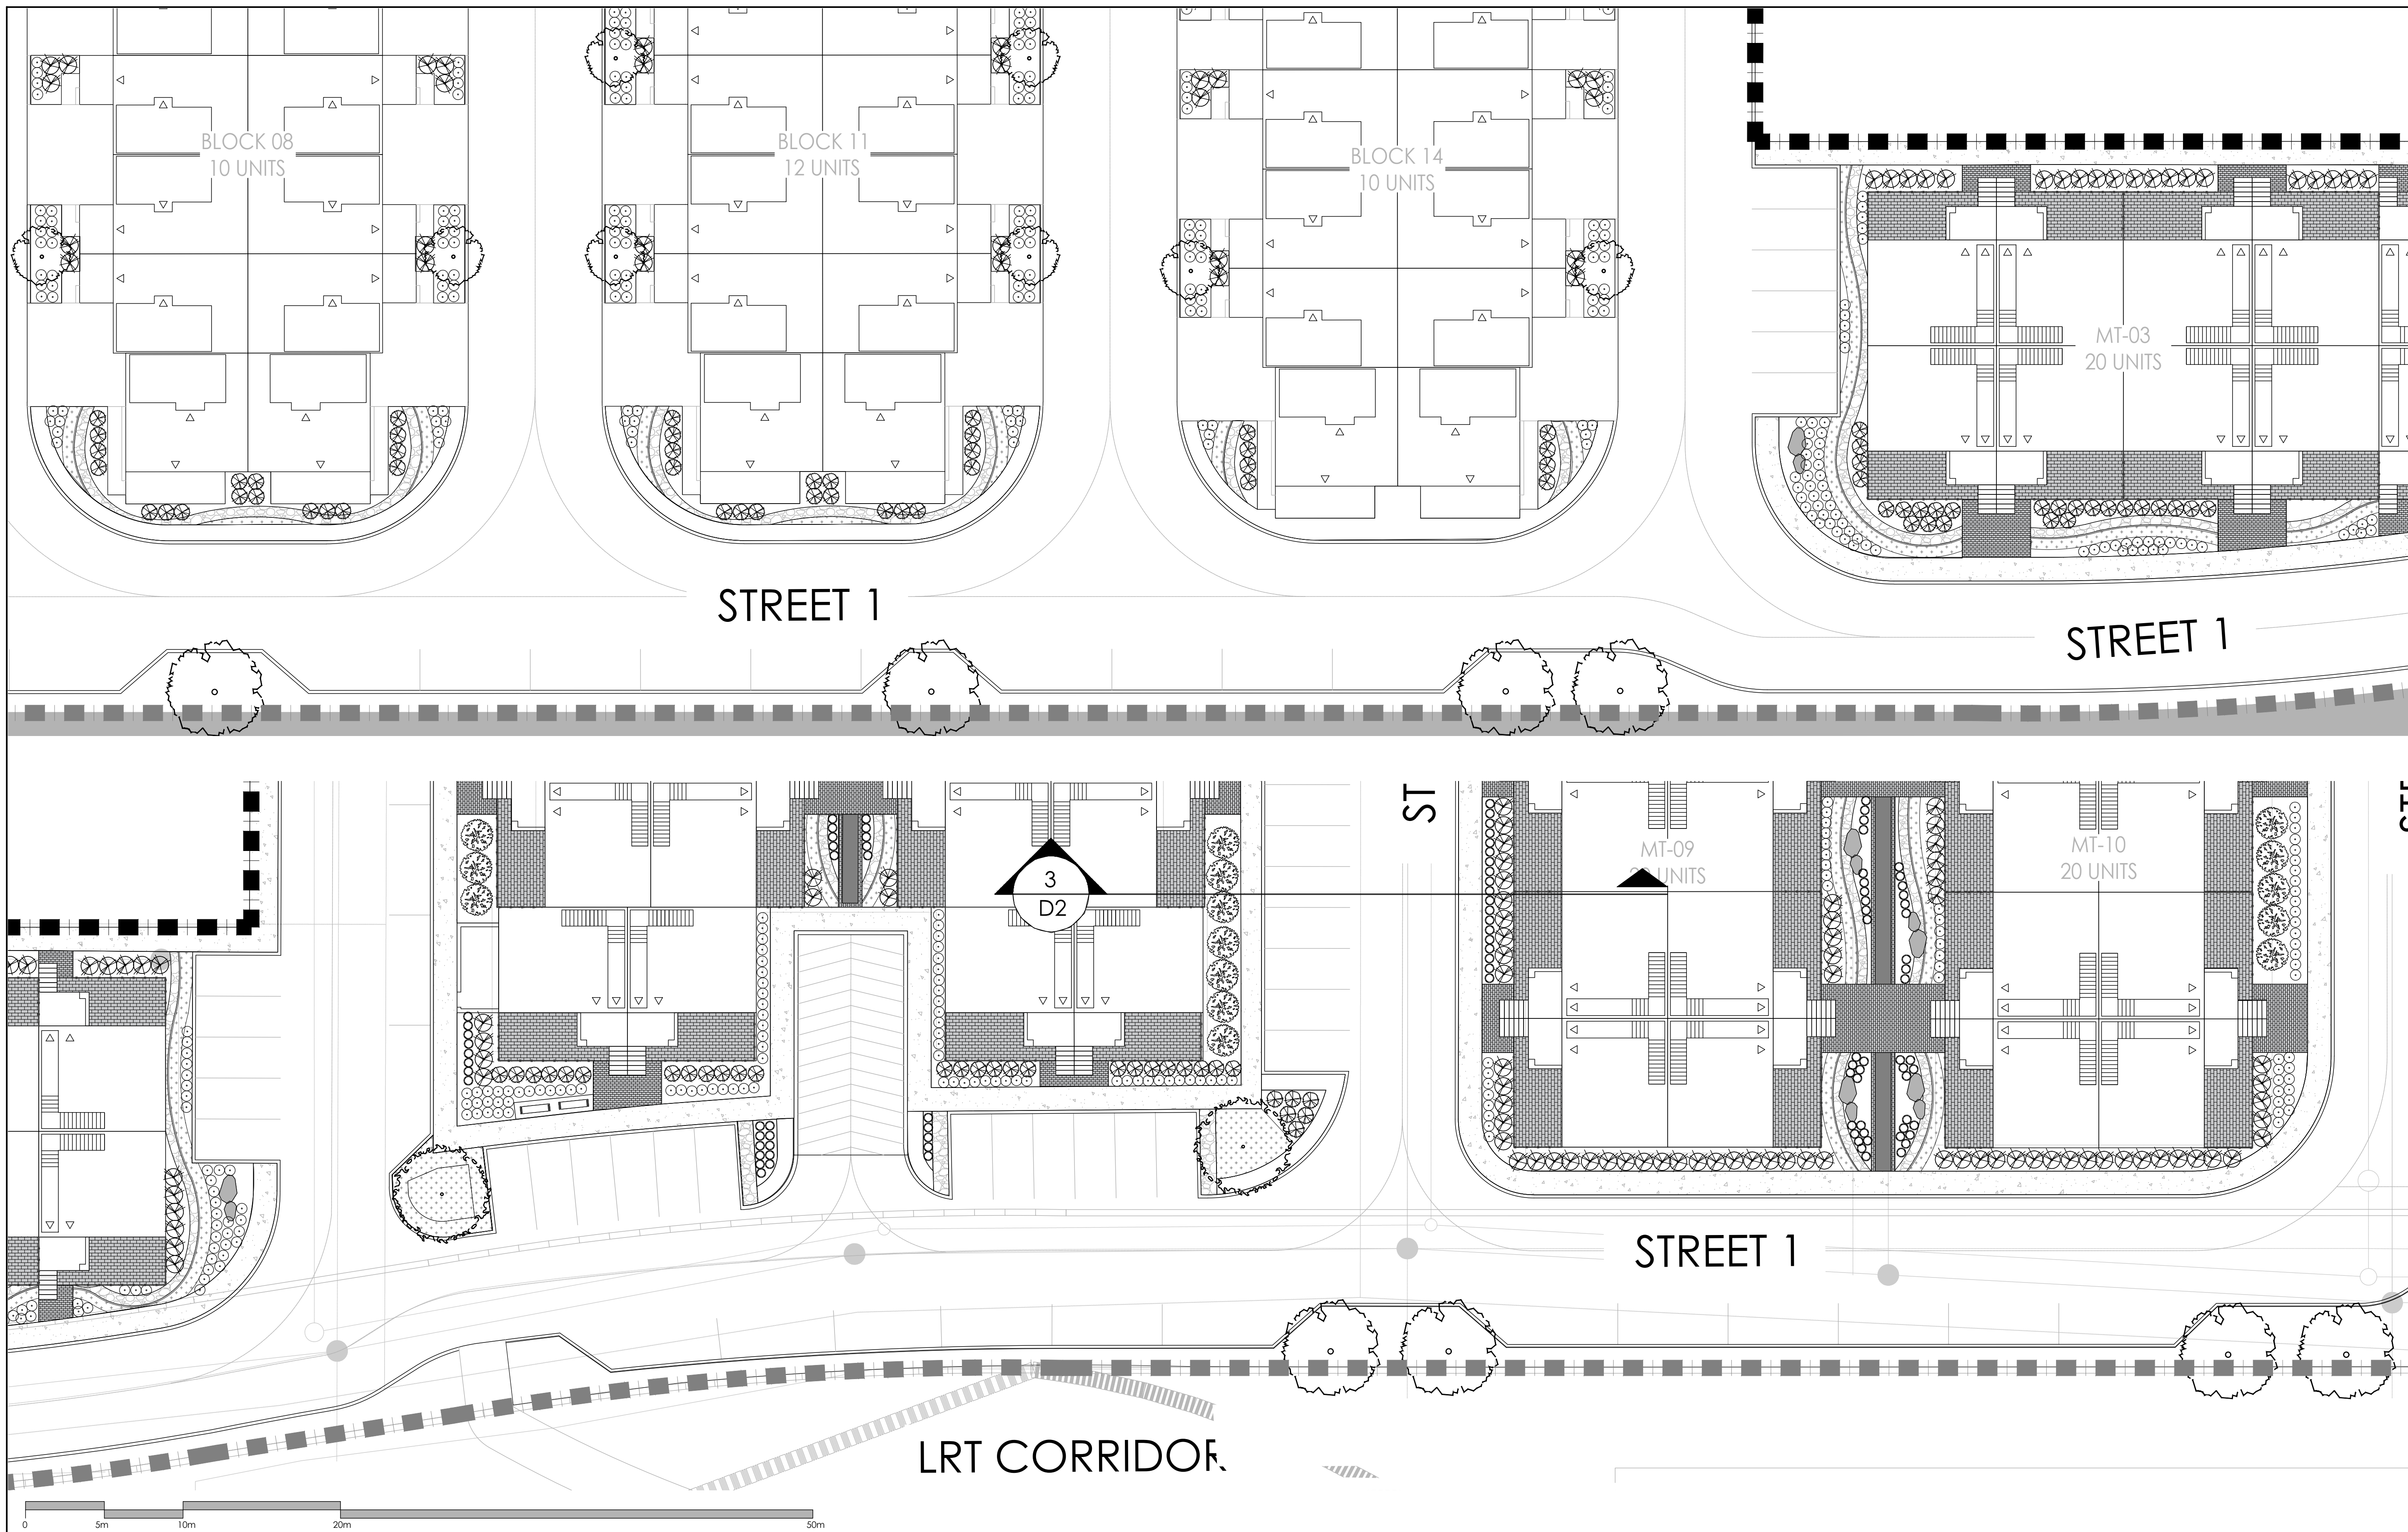 BLOCK 08
10 UNITS
BLOCK 11
12 UNITS
BLOCK 14
10 UNITS
MT-03
20 UNITS
STREET 1
STREET 1
ST
3
D2
MT-09
UNITS
MT-10
20 UNITS
STREET 1
LRT CORRIDOR
0 5m 10m 20m 50m